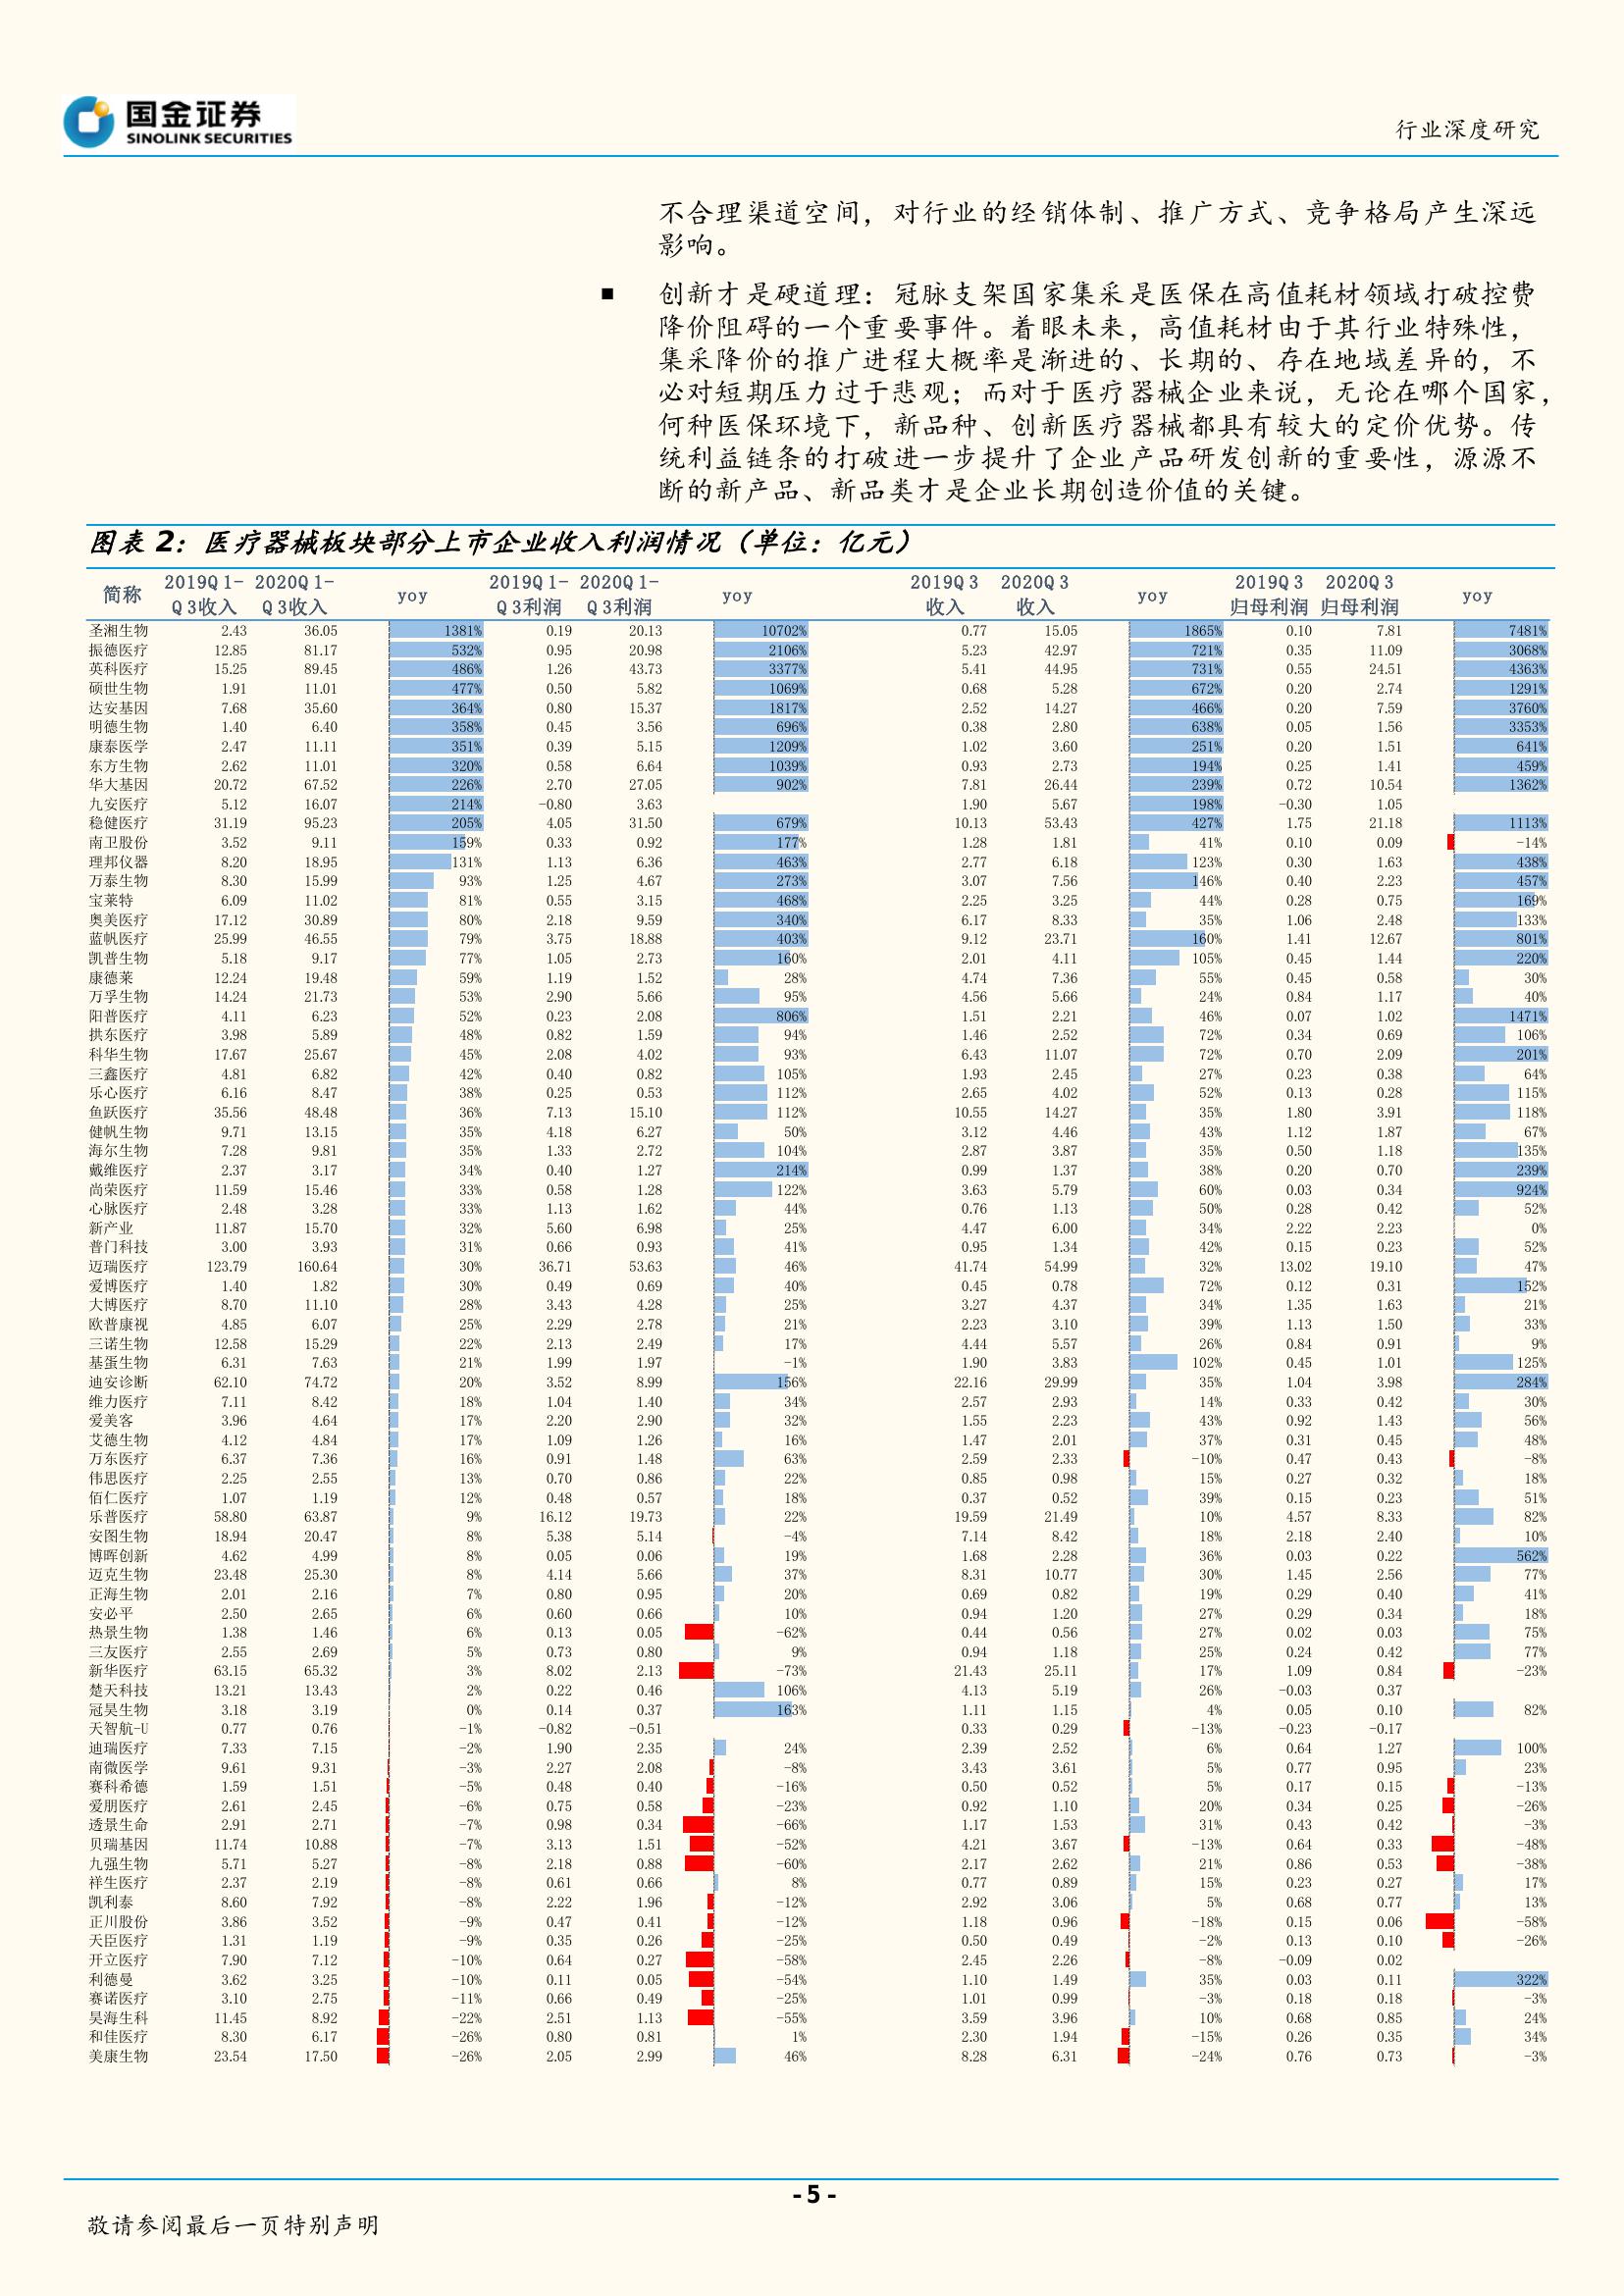 国金证券
SINOLINK SECURITIES
行业深度研究
不合理渠道空间，对行业的经销体制、推广方式、竞争格局产生深远
影响。
■ 创新才是硬道理：冠脉支架国家集采是医保在高值耗材领域打破控费
降价阻碍的一个重要事件。着眼未来，高值耗材由于其行业特殊性，
集采降价的推广进程大概率是渐进的、长期的、存在地域差异的，不
必对短期压力过于悲观；而对于医疗器械企业来说，无论在哪个国家，
何种医保环境下，新品种、创新医疗器械都具有较大的定价优势。传
统利益链条的打破进一步提升了企业产品研发创新的重要性，源源不
断的新产品、新品类才是企业长期创造价值的关键。
图表 2：医疗器械板块部分上市企业收入利润情况（单位：亿元）
简称 2019Q1-Q3收入 2020Q1-Q3收入 yoy 2019Q1-Q3利润 2020Q1-Q3利润 yoy 2019Q3收入 2020Q3收入 yoy 2019Q3归母利润 2020Q3归母利润 yoy
圣湘生物 2.43 36.05 1381% 0.19 20.13 10702% 0.77 15.05 1865% 0.10 7.81 7481%
振德医疗 12.85 81.17 532% 0.95 20.98 2106% 5.23 42.97 721% 0.35 11.09 3068%
英科医疗 15.25 89.45 486% 1.26 43.73 3377% 5.41 44.95 731% 0.55 24.51 4363%
硕世生物 1.91 11.01 477% 0.50 5.82 1069% 0.68 5.28 672% 0.20 2.74 1291%
达安基因 7.68 35.60 364% 0.80 15.37 1817% 2.52 14.27 466% 0.20 7.59 3760%
明德生物 1.40 6.40 358% 0.45 3.56 696% 0.38 2.80 638% 0.05 1.56 3353%
康泰医学 2.47 11.11 351% 0.39 5.15 1209% 1.02 3.60 251% 0.20 1.51 641%
东方生物 2.62 11.01 320% 0.58 6.64 1039% 0.93 2.73 194% 0.25 1.41 459%
华大基因 20.72 67.52 226% 2.70 27.05 902% 7.81 26.44 239% 0.72 10.54 1362%
九安医疗 5.12 16.07 214% -0.80 3.63 1.90 5.67 198% -0.30 1.05
稳健医疗 31.19 95.23 205% 4.05 31.50 679% 10.13 53.43 427% 1.75 21.18 1113%
南卫股份 3.52 9.11 159% 0.33 0.92 177% 1.28 1.81 41% 0.10 0.09 -14%
理邦仪器 8.20 18.95 131% 1.13 6.36 463% 2.77 6.18 123% 0.30 1.63 438%
万泰生物 8.30 15.99 93% 1.25 4.67 273% 3.07 7.56 146% 0.40 2.23 457%
宝莱特 6.09 11.02 81% 0.55 3.15 468% 2.25 3.25 44% 0.28 0.75 169%
奥美医疗 17.12 30.89 80% 2.18 9.59 340% 6.17 8.33 35% 1.06 2.48 133%
蓝帆医疗 25.99 46.55 79% 3.75 18.88 403% 9.12 23.71 160% 1.41 12.67 801%
凯普生物 5.18 9.17 77% 1.05 2.73 160% 2.01 4.11 105% 0.45 1.44 220%
康德莱 12.24 19.48 59% 1.19 1.52 28% 4.74 7.36 55% 0.45 0.58 30%
万孚生物 14.24 21.73 53% 2.90 5.66 95% 4.56 5.66 24% 0.84 1.17 40%
阳普医疗 4.11 6.23 52% 0.23 2.08 806% 1.51 2.21 46% 0.07 1.02 1471%
拱东医疗 3.98 5.89 48% 0.82 1.59 94% 1.46 2.52 72% 0.34 0.69 106%
科华生物 17.67 25.67 45% 2.08 4.02 93% 6.43 11.07 72% 0.70 2.09 201%
三鑫医疗 4.81 6.82 42% 0.40 0.82 105% 1.93 2.45 27% 0.23 0.38 64%
乐心医疗 6.16 8.47 38% 0.25 0.53 112% 2.65 4.02 52% 0.13 0.28 115%
鱼跃医疗 35.56 48.48 36% 7.13 15.10 112% 10.55 14.27 35% 1.80 3.91 118%
健帆生物 9.71 13.15 35% 4.18 6.27 50% 3.12 4.46 43% 1.12 1.87 67%
海尔生物 7.28 9.81 35% 1.33 2.72 104% 2.87 3.87 35% 0.50 1.18 135%
戴维医疗 2.37 3.17 34% 0.40 1.27 214% 0.99 1.37 38% 0.20 0.70 239%
尚荣医疗 11.59 15.46 33% 0.58 1.28 122% 3.63 5.79 60% 0.03 0.34 924%
心脉医疗 2.48 3.28 33% 1.13 1.62 44% 0.76 1.13 50% 0.28 0.42 52%
新产业 11.87 15.70 32% 5.60 6.98 25% 4.47 6.00 34% 2.22 2.23 0%
普门科技 3.00 3.93 31% 0.66 0.93 41% 0.95 1.34 42% 0.15 0.23 52%
迈瑞医疗 123.79 160.64 30% 36.71 53.63 46% 41.74 54.99 32% 13.02 19.10 47%
爱博医疗 1.40 1.82 30% 0.49 0.69 40% 0.45 0.78 72% 0.12 0.31 152%
大博医疗 8.70 11.10 28% 3.43 4.28 25% 3.27 4.37 34% 1.35 1.63 21%
欧普康视 4.85 6.07 25% 2.29 2.78 21% 2.23 3.10 39% 1.13 1.50 33%
三诺生物 12.58 15.29 22% 2.13 2.49 17% 4.44 5.57 26% 0.84 0.91 9%
基蛋生物 6.31 7.63 21% 1.99 1.97 -1% 1.90 3.83 102% 0.45 1.01 125%
迪安诊断 62.10 74.72 20% 3.52 8.99 156% 22.16 29.99 35% 1.04 3.98 284%
维力医疗 7.11 8.42 18% 1.04 1.40 34% 2.57 2.93 14% 0.33 0.42 30%
爱美客 3.96 4.64 17% 2.20 2.90 32% 1.55 2.23 43% 0.92 1.43 56%
艾德生物 4.12 4.84 17% 1.09 1.26 16% 1.47 2.01 37% 0.31 0.45 48%
万东医疗 6.37 7.36 16% 0.91 1.48 63% 2.59 2.33 -10% 0.47 0.43 -8%
伟思医疗 2.25 2.55 13% 0.70 0.86 22% 0.85 0.98 15% 0.27 0.32 18%
佰仁医疗 1.07 1.19 12% 0.48 0.57 18% 0.37 0.52 39% 0.15 0.23 51%
乐普医疗 58.80 63.87 9% 16.12 19.73 22% 19.59 21.49 10% 4.57 8.33 82%
安图生物 18.94 20.47 8% 5.38 5.14 -4% 7.14 8.42 18% 2.18 2.40 10%
博晖创新 4.62 4.99 8% 0.05 0.06 19% 1.68 2.28 36% 0.03 0.22 562%
迈克生物 23.48 25.30 8% 4.14 5.66 37% 8.31 10.77 30% 1.45 2.56 77%
正海生物 2.01 2.16 7% 0.80 0.95 20% 0.69 0.82 19% 0.29 0.40 41%
安必平 2.50 2.65 6% 0.60 0.66 10% 0.94 1.20 27% 0.29 0.34 18%
热景生物 1.38 1.46 6% 0.13 0.05 -62% 0.44 0.56 27% 0.02 0.03 75%
三友医疗 2.55 2.69 5% 0.73 0.80 9% 0.94 1.18 25% 0.24 0.42 77%
新华医疗 63.15 65.32 3% 8.02 2.13 -73% 21.43 25.11 17% 1.09 0.84 -23%
楚天科技 13.21 13.43 2% 0.22 0.46 106% 4.13 5.19 26% -0.03 0.37
冠昊生物 3.18 3.19 0% 0.14 0.37 163% 1.11 1.15 4% 0.05 0.10 82%
天智航-U 0.77 0.76 -1% -0.82 -0.51 0.33 0.29 -13% -0.23 -0.17
迪瑞医疗 7.33 7.15 -2% 1.90 2.35 24% 2.39 2.52 6% 0.64 1.27 100%
南微医学 9.61 9.31 -3% 2.27 2.08 -8% 3.43 3.61 5% 0.77 0.95 23%
赛科希德 1.59 1.51 -5% 0.48 0.40 -16% 0.50 0.52 5% 0.17 0.15 -13%
爱朋医疗 2.61 2.45 -6% 0.75 0.58 -23% 0.92 1.10 20% 0.34 0.25 -26%
透景生命 2.91 2.71 -7% 0.98 0.34 -66% 1.17 1.53 31% 0.43 0.42 -3%
贝瑞基因 11.74 10.88 -7% 3.13 1.51 -52% 4.21 3.67 -13% 0.64 0.33 -48%
九强生物 5.71 5.27 -8% 2.18 0.88 -60% 2.17 2.62 21% 0.86 0.53 -38%
祥生医疗 2.37 2.19 -8% 0.61 0.66 8% 0.77 0.89 15% 0.23 0.27 17%
凯利泰 8.60 7.92 -8% 2.22 1.96 -12% 2.92 3.06 5% 0.68 0.77 13%
正川股份 3.86 3.52 -9% 0.47 0.41 -12% 1.18 0.96 -18% 0.15 0.06 -58%
天臣医疗 1.31 1.19 -9% 0.35 0.26 -25% 0.50 0.49 -2% 0.13 0.10 -26%
开立医疗 7.90 7.12 -10% 0.64 0.27 -58% 2.45 2.26 -8% -0.09 0.02
利德曼 3.62 3.25 -10% 0.11 0.05 -54% 1.10 1.49 35% 0.03 0.11 322%
赛诺医疗 3.10 2.75 -11% 0.66 0.49 -25% 1.01 0.99 -3% 0.18 0.18 -3%
昊海生科 11.45 8.92 -22% 2.51 1.13 -55% 3.59 3.96 10% 0.68 0.85 24%
和佳医疗 8.30 6.17 -26% 0.80 0.81 1% 2.30 1.94 -15% 0.26 0.35 34%
美康生物 23.54 17.50 -26% 2.05 2.99 46% 8.28 6.31 -24% 0.76 0.73 -3%
- 5 -
敬请参阅最后一页特别声明